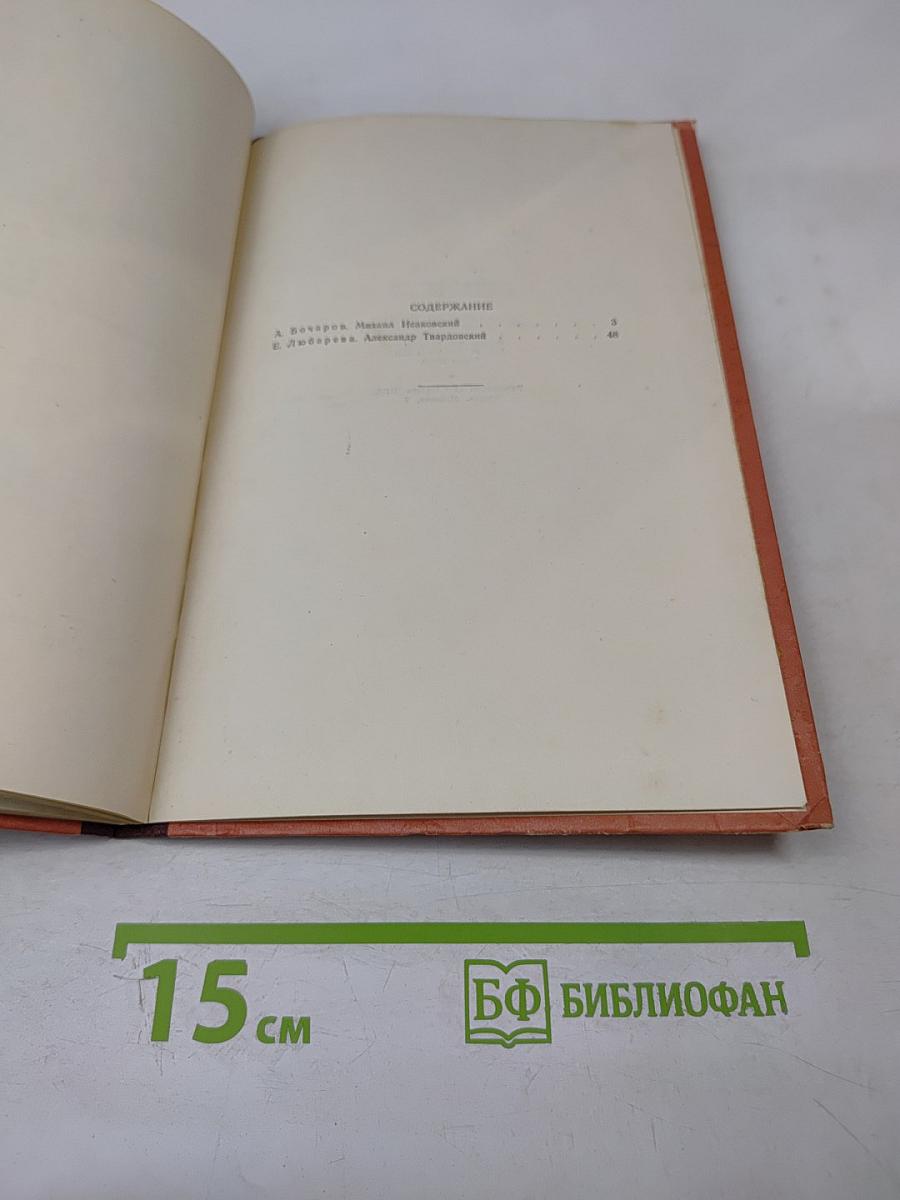 СОДЕРЖАНИЕ
А. Бочаров. Михаил Исаковский . . . . . . . 3
Е. Любарева. Александр Твардовский . . . . . . 48
15 см
БФ БИБЛИОФАН